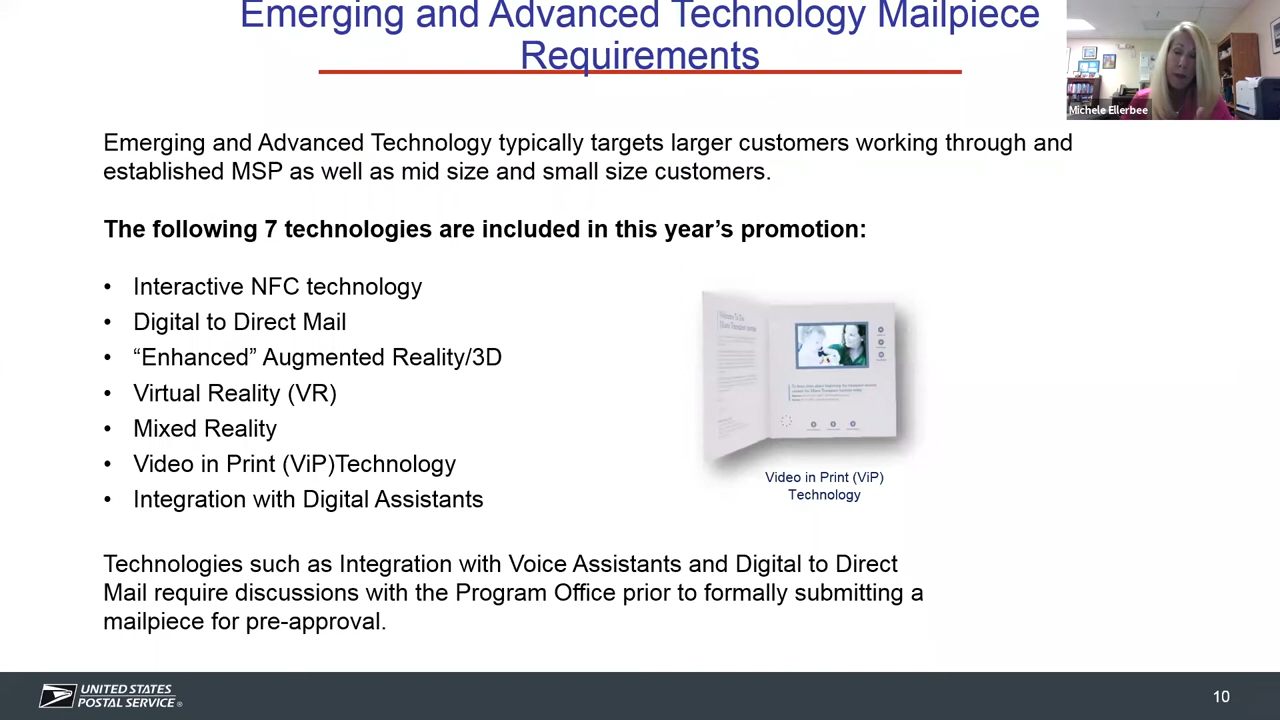 Emerging and Advanced Technology Mailpiece
Requirements
Michele Ellerbee
Emerging and Advanced Technology typically targets larger customers working through and
established MSP as well as mid size and small size customers.
The following 7 technologies are included in this year’s promotion:
• Interactive NFC technology
• Digital to Direct Mail
• “Enhanced” Augmented Reality/3D
• Virtual Reality (VR)
• Mixed Reality
• Video in Print (ViP)Technology
• Integration with Digital Assistants
Video in Print (ViP)
Technology
Technologies such as Integration with Voice Assistants and Digital to Direct
Mail require discussions with the Program Office prior to formally submitting a
mailpiece for pre-approval.
UNITED STATES
POSTAL SERVICE®
10